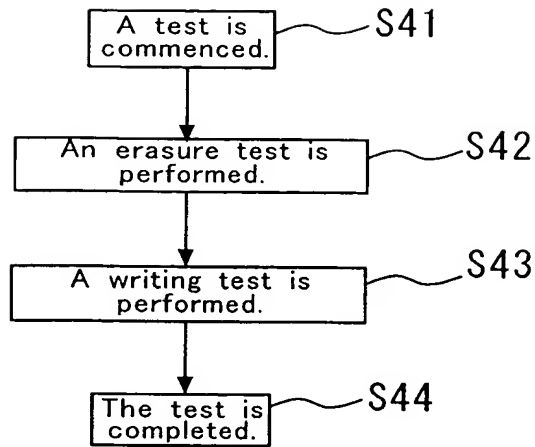 A test is
commenced.
S41
An erasure test is
performed.
S42
A writing test is
performed.
S43
The test is
completed.
S44